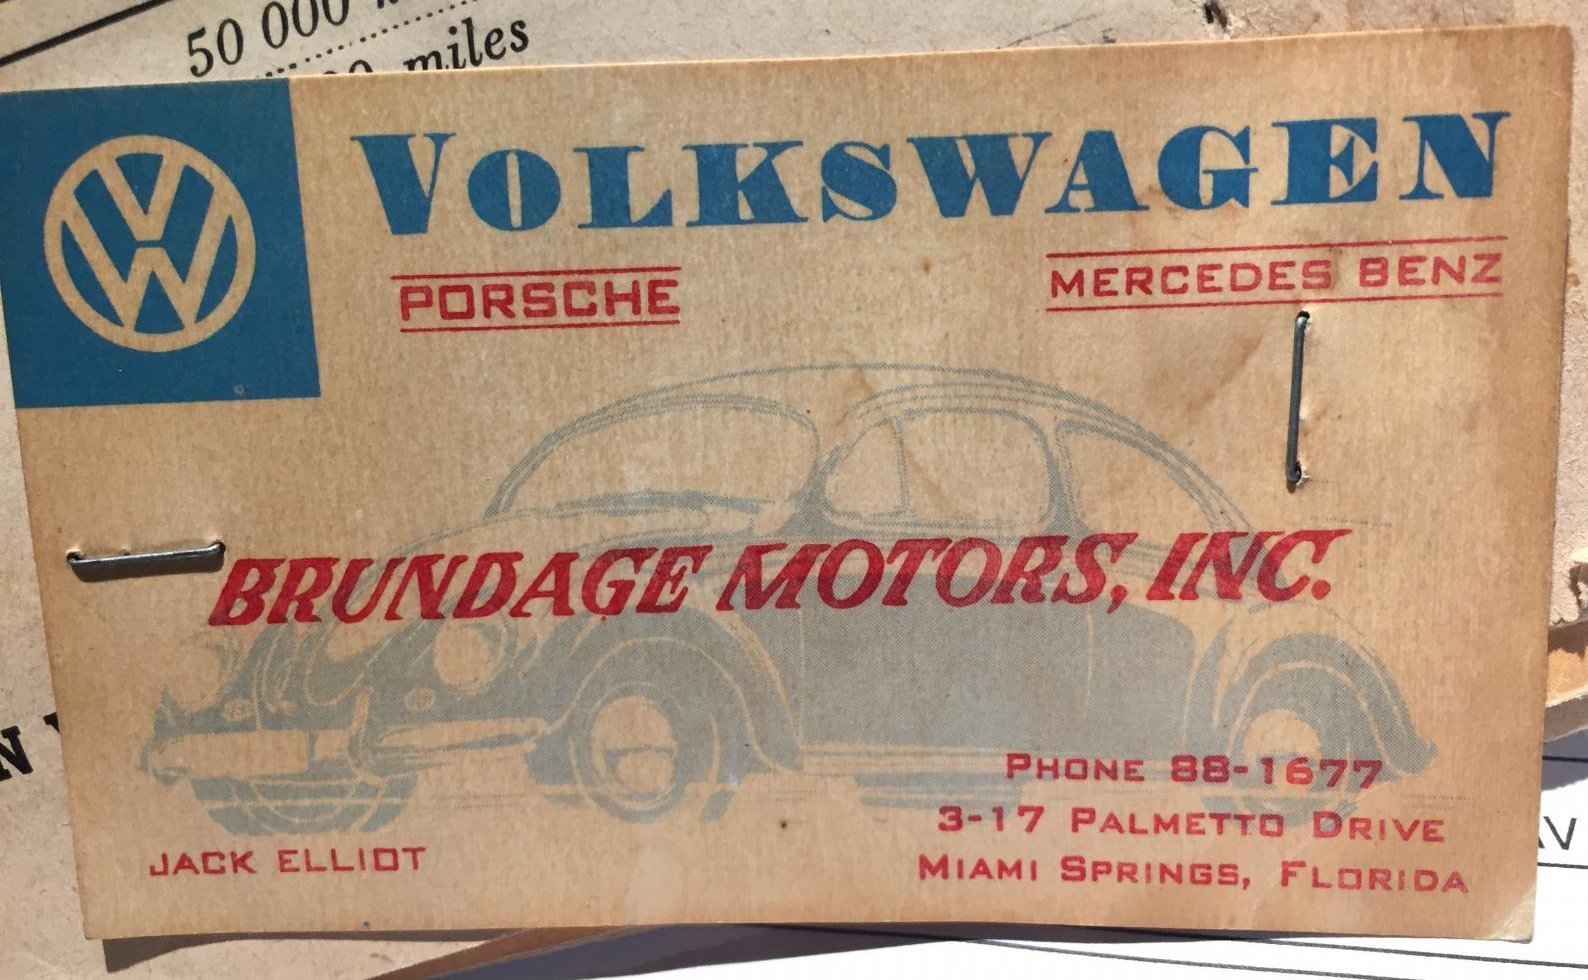 50 000
miles
VW
VOLKSWAGEN
PORSCHE
MERCEDES BENZ
BRUNDAGE MOTORS, INC.
PHONE 88-1677
3-17 PALMETTO DRIVE
MIAMI SPRINGS, FLORIDA
JACK ELLIOT